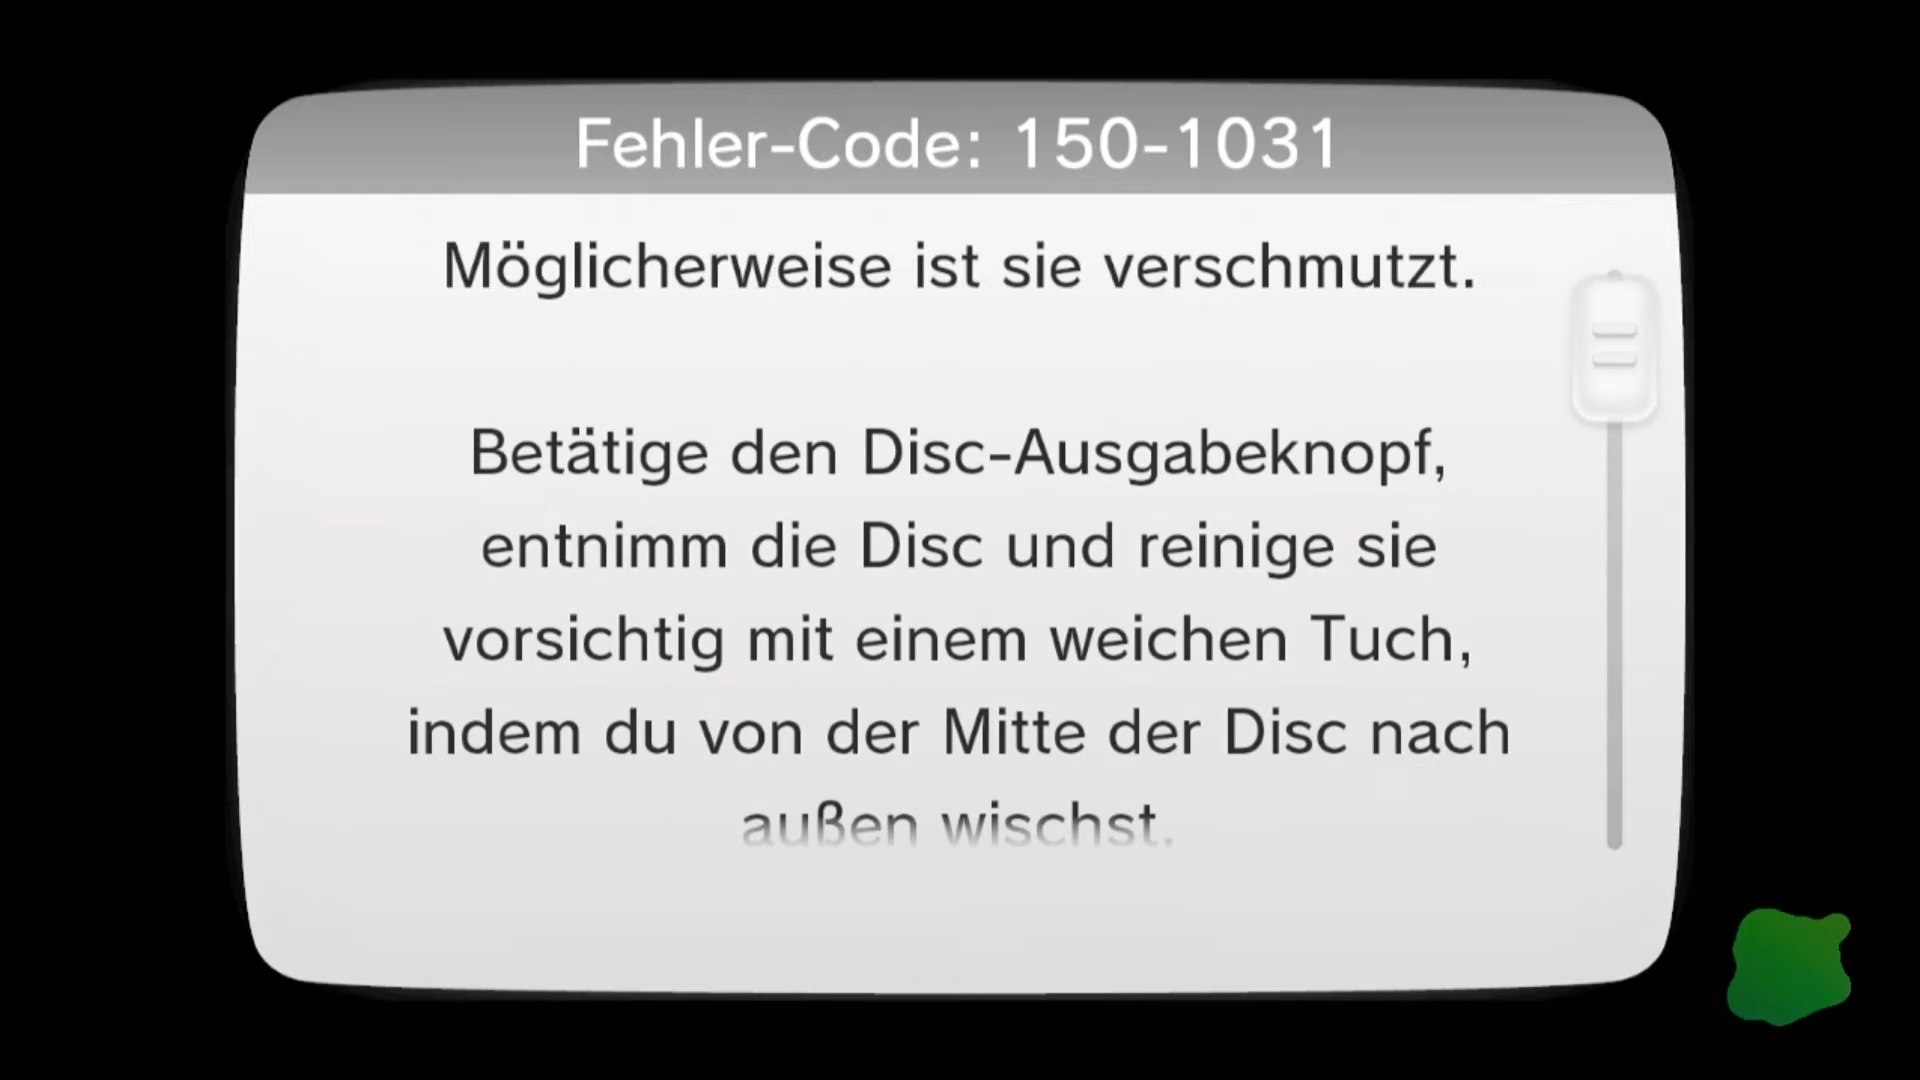 Fehler-Code: 150-1031
Möglicherweise ist sie verschmutzt.
Betätige den Disc-Ausgabeknopf,
entnimm die Disc und reinige sie
vorsichtig mit einem weichen Tuch,
indem du von der Mitte der Disc nach
außen wischst.